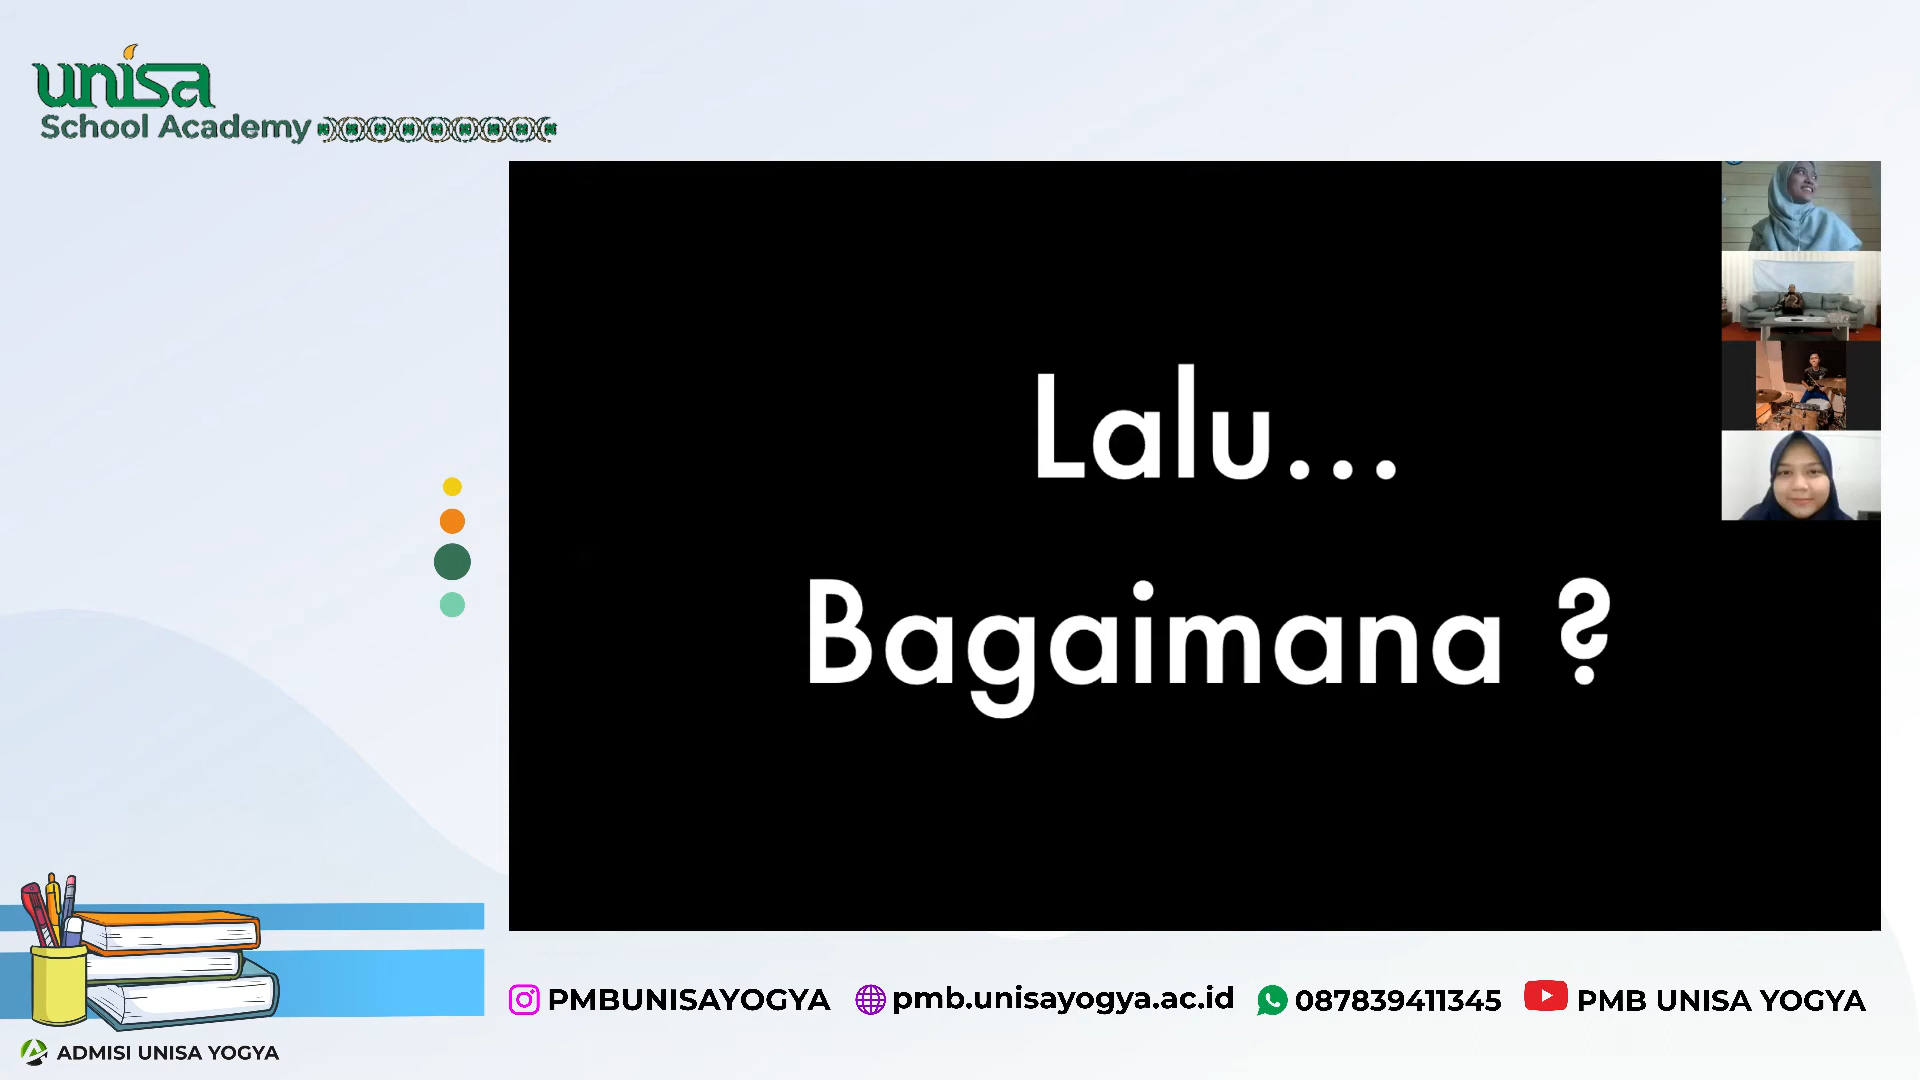 unisa
School Academy
Lalu...
Bagaimana ?
PMBUNISAYOGYA
pmb.unisayogya.ac.id
087839411345
PMB UNISA YOGYA
ADMISI UNISA YOGYA